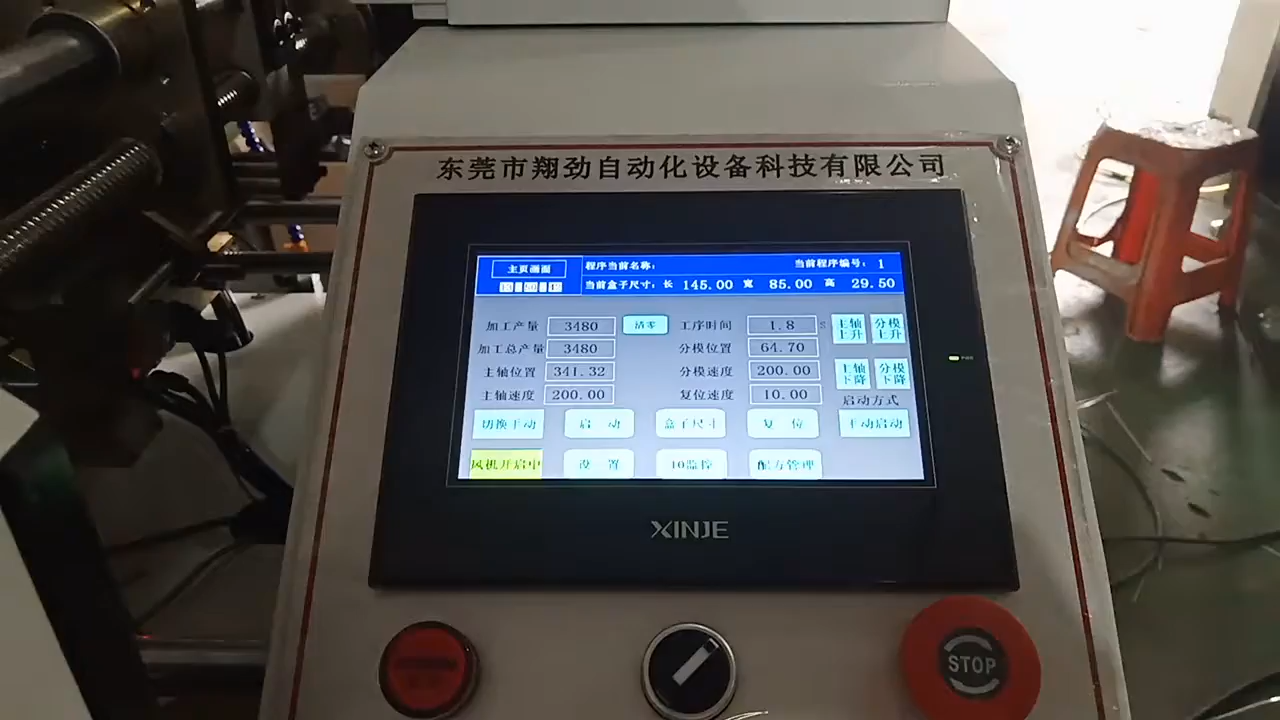 东莞市翔劲自动化设备科技有限公司
主页画面 程序当前名称: 当前程序编号: 1
当前盒子尺寸: 长 145.00 宽 85.00 高 29.50
加工产量 3480 清零 工序时间 1.8 S 主轴上升 分模上升
加工总产量 3480 分模位置 64.70
主轴位置 341.32 分模速度 200.00 主轴下降 分模下降
主轴速度 200.00 复位速度 10.00 启动方式
切换手动 启动 盒子尺寸 复位 手动启动
风机开启中 设置 IO监控 配方管理
XINJE
STOP